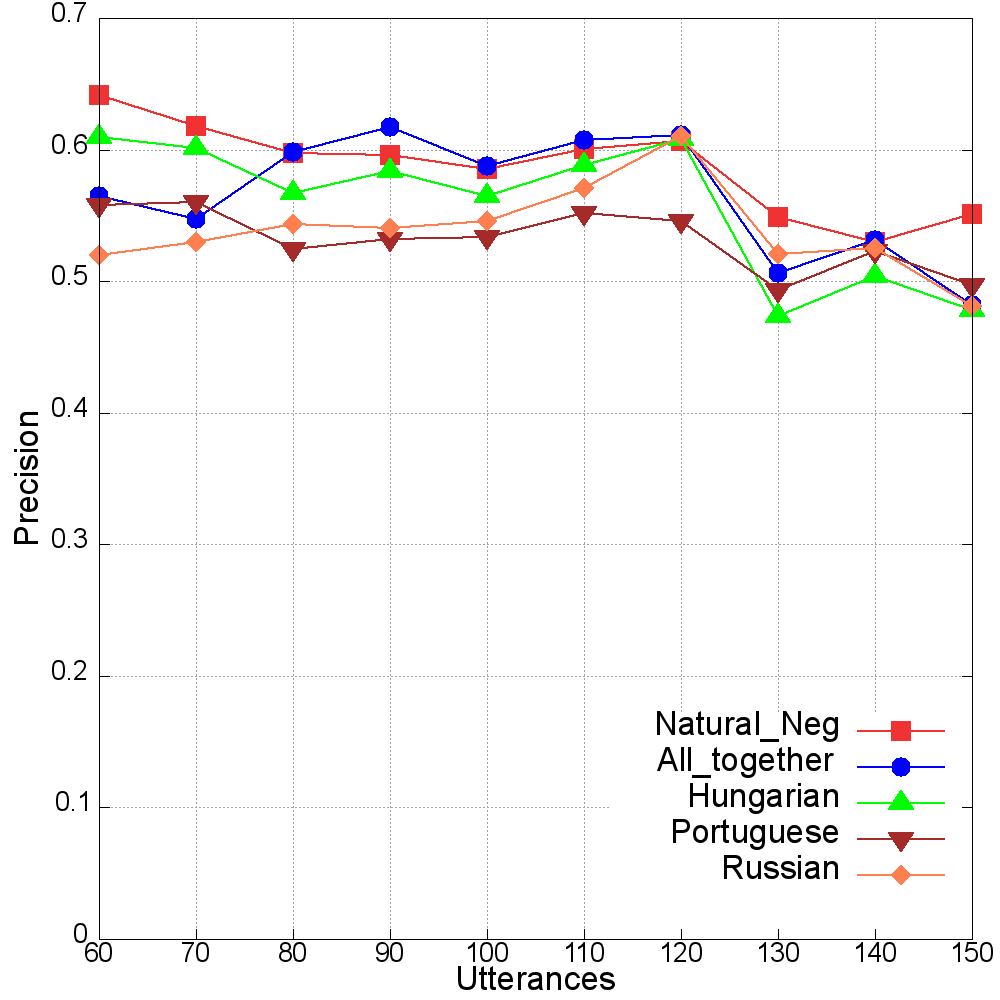 0.7
0.6
0.5
0.4
0.3
0.2
0.1
0
Precision
60 70 80 90 100 110 120 130 140 150
Utterances
Natural_Neg
All_together
Hungarian
Portuguese
Russian